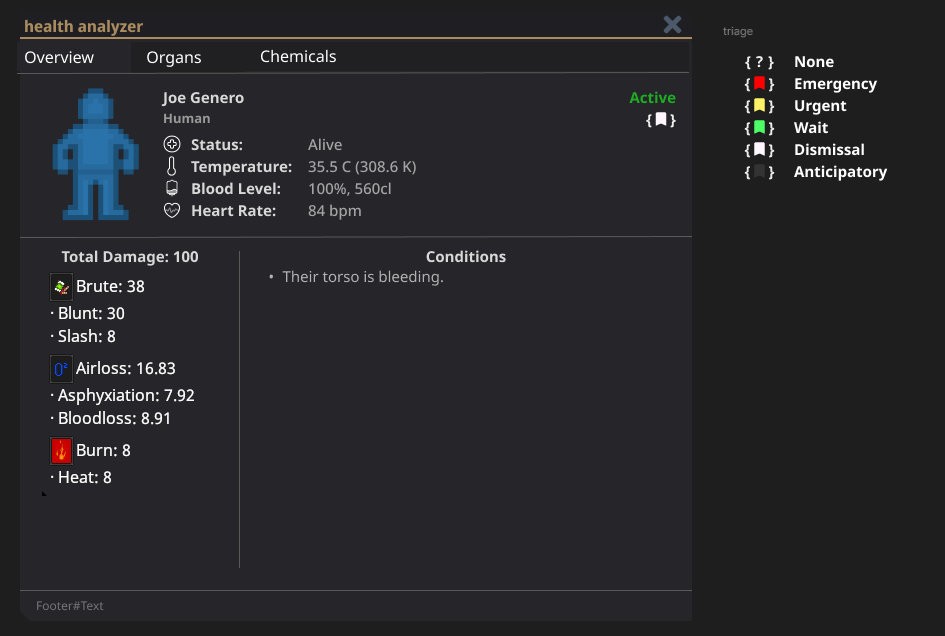 health analyzer
Overview Organs Chemicals
Joe Genero
Human
Active
{ }
Status: Alive
Temperature: 35.5 C (308.6 K)
Blood Level: 100%, 560cl
Heart Rate: 84 bpm
Total Damage: 100
Brute: 38
· Blunt: 30
· Slash: 8
O² Airloss: 16.83
· Asphyxiation: 7.92
· Bloodloss: 8.91
Burn: 8
· Heat: 8
Conditions
• Their torso is bleeding.
Footer#Text
triage
{ ? } None
{ } Emergency
{ } Urgent
{ } Wait
{ } Dismissal
{ } Anticipatory